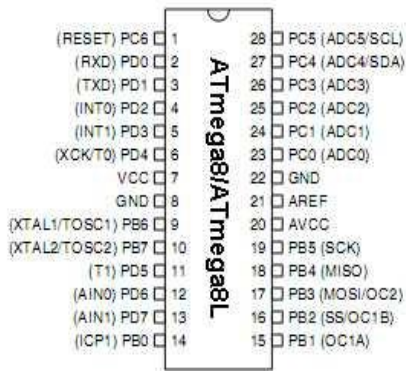 (RESET) PC6 1
(RXD) PD0 2
(TXD) PD1 3
(INT0) PD2 4
(INT1) PD3 5
(XCK/T0) PD4 6
VCC 7
GND 8
(XTAL1/TOSC1) PB6 9
(XTAL2/TOSC2) PB7 10
(T1) PD5 11
(AIN0) PD6 12
(AIN1) PD7 13
(ICP1) PB0 14
ATmega8/ATmega8L
28 PC5 (ADC5/SCL)
27 PC4 (ADC4/SDA)
26 PC3 (ADC3)
25 PC2 (ADC2)
24 PC1 (ADC1)
23 PC0 (ADC0)
22 GND
21 AREF
20 AVCC
19 PB5 (SCK)
18 PB4 (MISO)
17 PB3 (MOSI/OC2)
16 PB2 (SS/OC1B)
15 PB1 (OC1A)